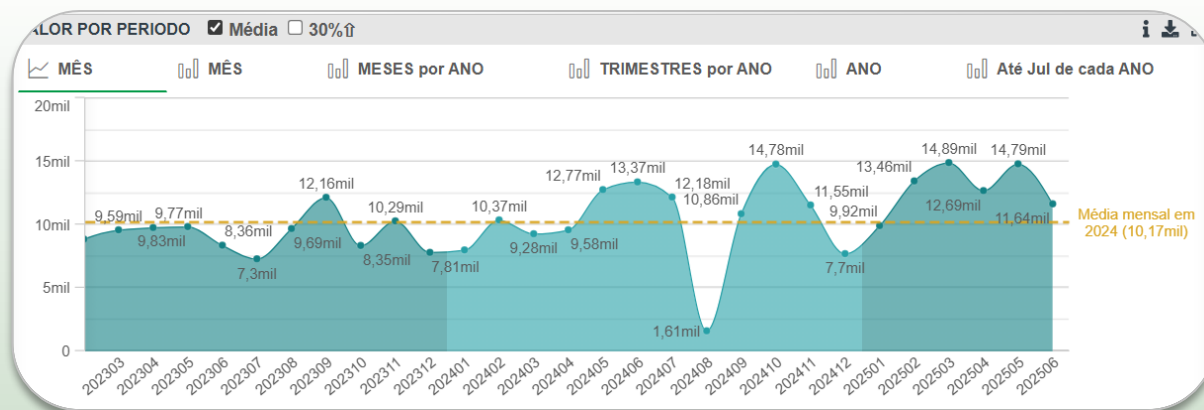 ALOR POR PERIODO Média 30%⇧
MÊS MÊS MESES por ANO TRIMESTRES por ANO ANO Até Jul de cada ANO
20mil
15mil
10mil
5mil
0
9,59mil
9,83mil
9,77mil
8,36mil
7,3mil
9,69mil
12,16mil
8,35mil
10,29mil
7,81mil
10,37mil
9,28mil
9,58mil
12,77mil
13,37mil
12,18mil
1,61mil
10,86mil
14,78mil
11,55mil
7,7mil
9,92mil
13,46mil
14,89mil
12,69mil
14,79mil
11,64mil
Média mensal em
2024 (10,17mil)
202303 202304 202305 202306 202307 202308 202309 202310 202311 202312 202401 202402 202403 202404 202405 202406 202407 202408 202409 202410 202411 202412 202501 202502 202503 202504 202505 202506